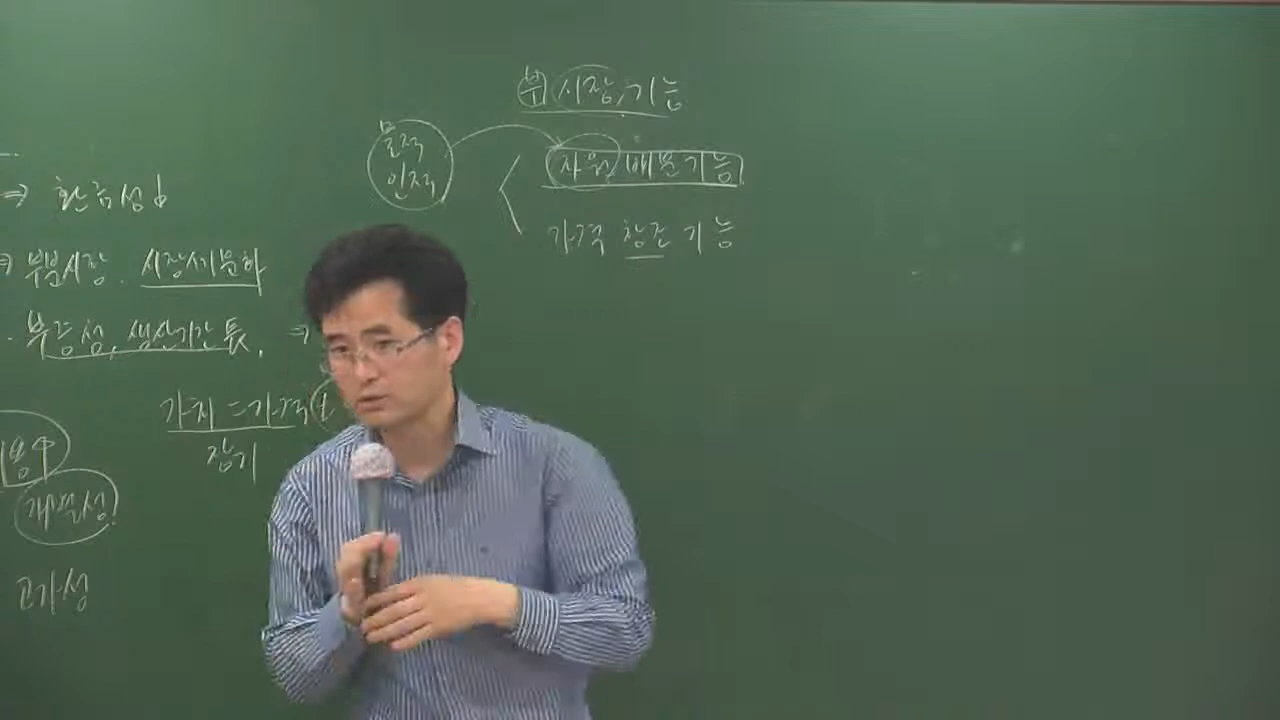 부 시장, 기능
물적
인적
자원 배분기능
가격 창조 기능
⇒ 환금성↓
⇒ 부분시장. 시장세분화
· 부증성, 생산기간 長. ⇒
가치 = 가격
장기
비용↑
개별성!
고가성